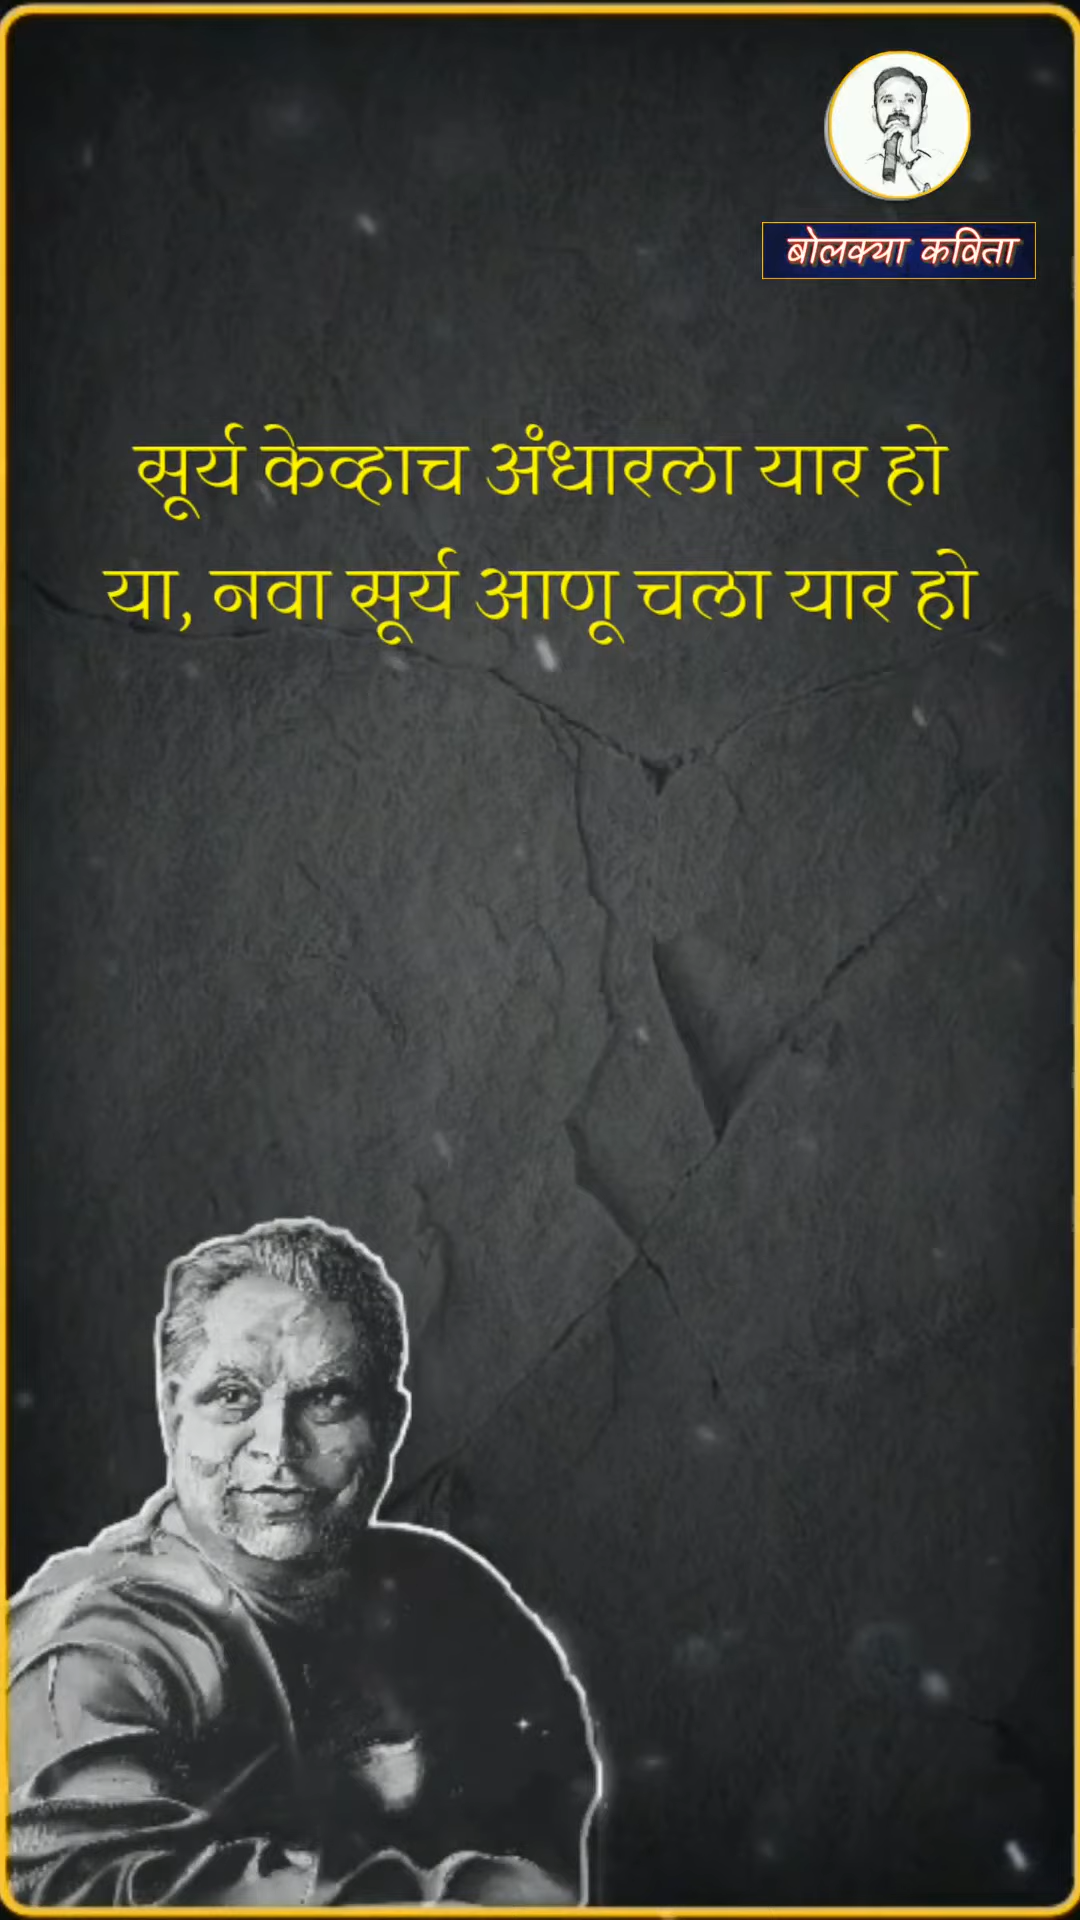 बोलक्या कविता
सूर्य केव्हाच अंधारला यार हो
या, नवा सूर्य आणू चला यार हो